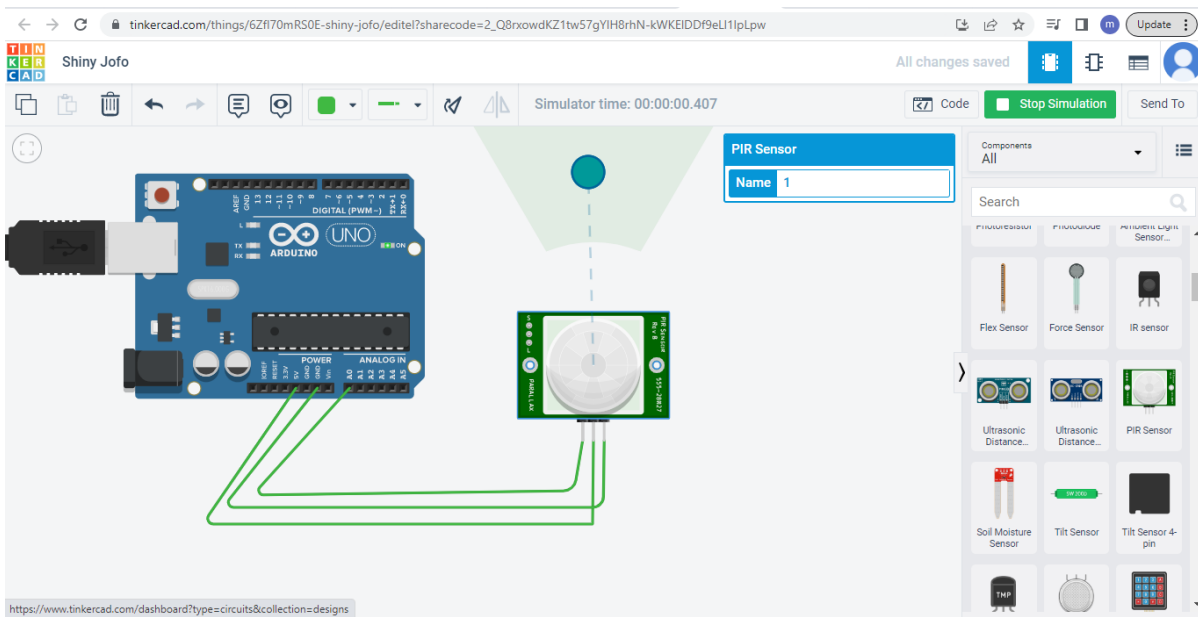 tinkercad.com/things/6Zfl70mRS0E-shiny-jofo/editel?sharecode=2_Q8rxowdKZ1tw57gYlH8rhN-kWKEIDDf9eLI1IpLpw
m
Update
TIN
KER
CAD
Shiny Jofo
All changes saved
Simulator time: 00:00:00.407
Code
Stop Simulation
Send To
PIR Sensor
Name 1
Components
All
Search
Photoresistor
Photodiode
Ambient Light
Sensor...
Flex Sensor
Force Sensor
IR sensor
Ultrasonic
Distance...
Ultrasonic
Distance...
PIR Sensor
Soil Moisture
Sensor
SW 200D
Tilt Sensor
Tilt Sensor 4-
pin
TMP
AREF
GND
13
12
~11
~10
~9
8
7
~6
~5
4
~3
2
TX→1
RX←0
DIGITAL (PWM~)
L
TX
RX
UNO
ON
ARDUINO
POWER
ANALOG IN
IOREF
RESET
3.3V
5V
GND
GND
Vin
A0
A1
A2
A3
A4
A5
S
L
PIR Sensor
Rev B
PARALLAX
555-28027
https://www.tinkercad.com/dashboard?type=circuits&collection=designs